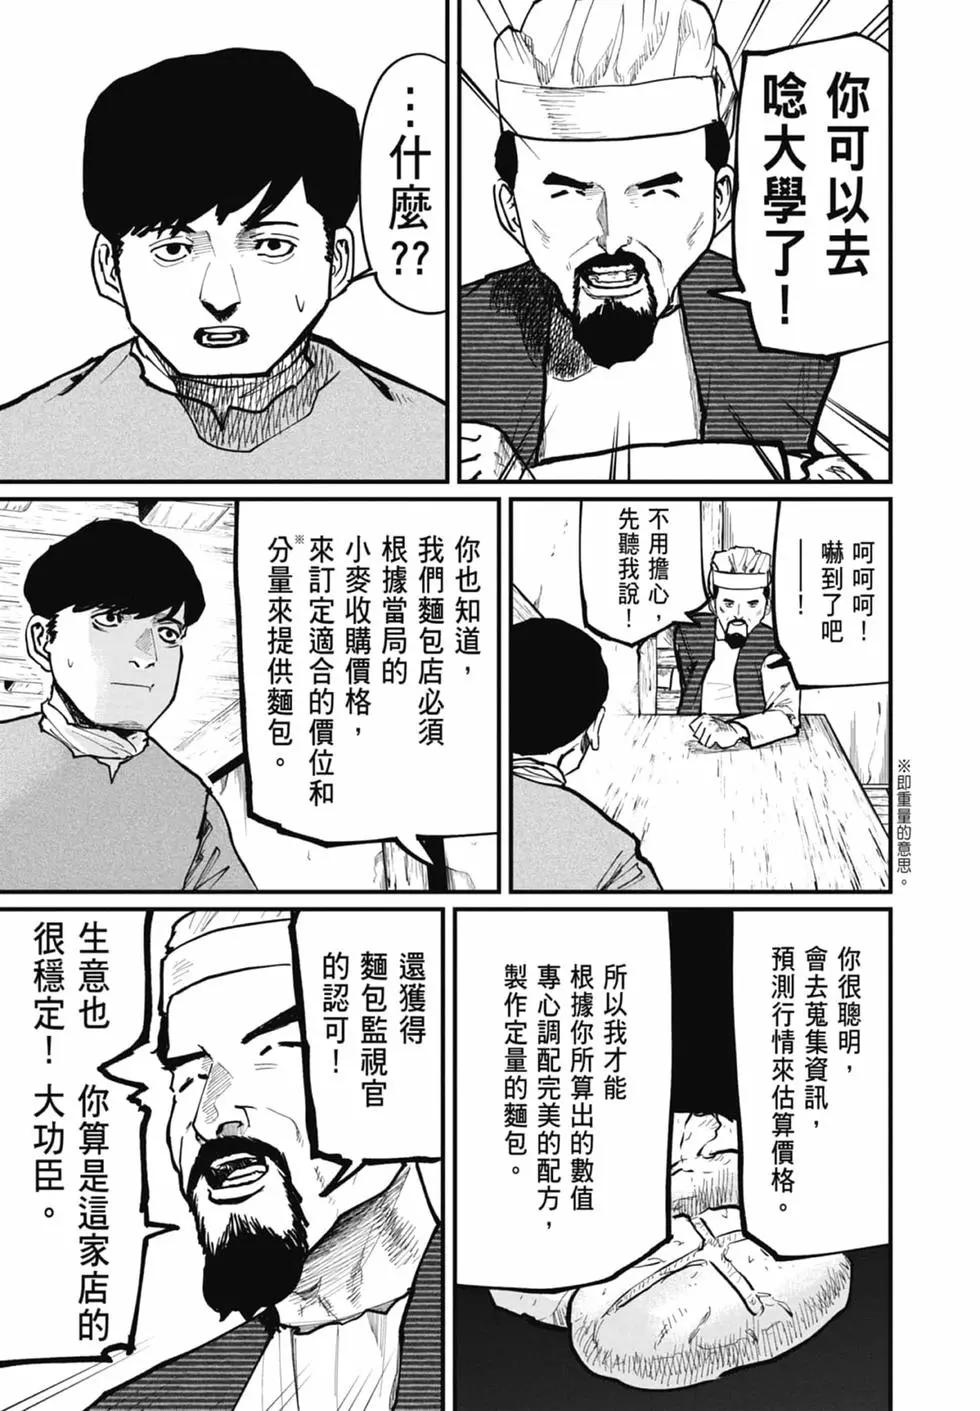 你可以去
唸大學了！
…什麼??
呵呵呵！
嚇到了吧
——！
不用擔心，
先聽我說！
※即重量的意思。
你也知道，
我們麵包店必須
根據當局的
小麥收購價格，
來訂定適合的價位和
※分量來提供麵包。
你很聰明，
會去蒐集資訊，
預測行情來估算價格。
所以我才能
根據你所算出的數值
專心調配完美的配方，
製作定量的麵包。
還獲得
麵包監視官
的認可！
生意也
很穩定！
你算是這家店的
大功臣。